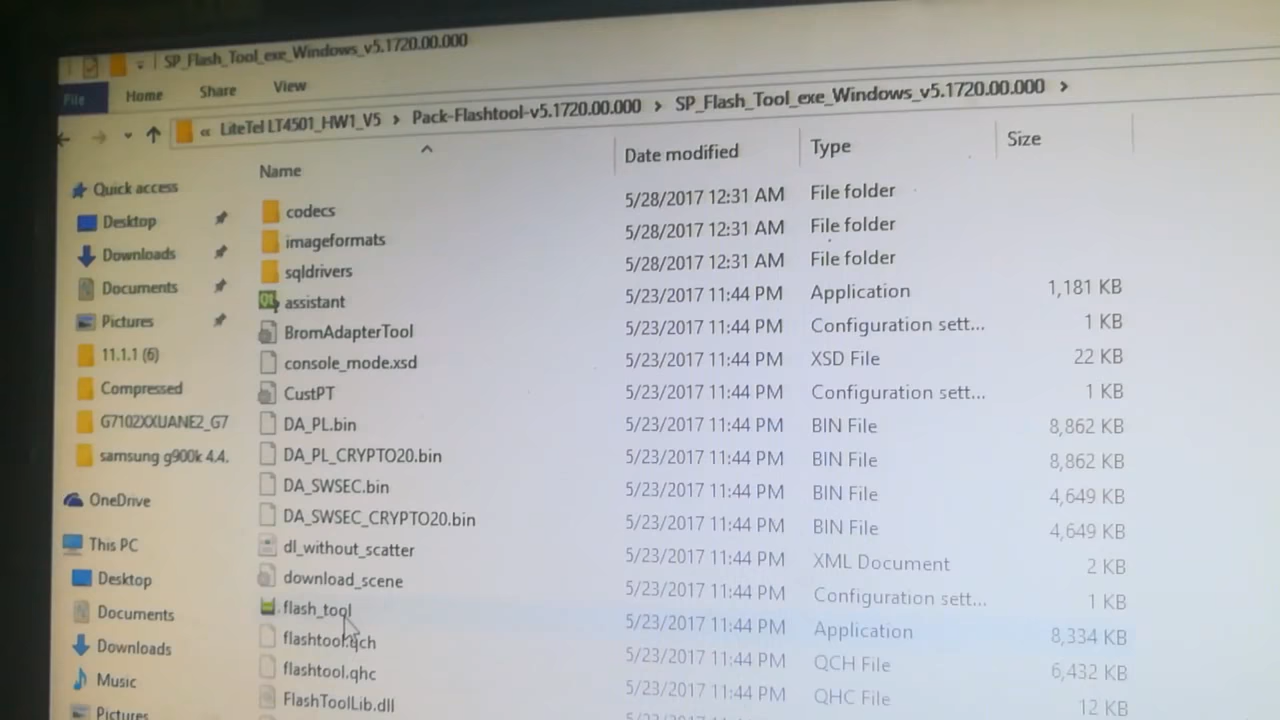 SP_Flash_Tool_exe_Windows_v5.1720.00.000
File Home Share View
« LiteTel LT4501_HW1_V5 > Pack-Flashtool-v5.1720.00.000 > SP_Flash_Tool_exe_Windows_v5.1720.00.000 >
Name Date modified Type Size
Quick access
Desktop
Downloads
Documents
Pictures
11.1.1 (6)
Compressed
G7102XXUANE2_G7
samsung g900k 4.4.
OneDrive
This PC
Desktop
Documents
Downloads
Music
Pictures
codecs 5/28/2017 12:31 AM File folder
imageformats 5/28/2017 12:31 AM File folder
sqldrivers 5/28/2017 12:31 AM File folder
assistant 5/23/2017 11:44 PM Application 1,181 KB
BromAdapterTool 5/23/2017 11:44 PM Configuration sett... 1 KB
console_mode.xsd 5/23/2017 11:44 PM XSD File 22 KB
CustPT 5/23/2017 11:44 PM Configuration sett... 1 KB
DA_PL.bin 5/23/2017 11:44 PM BIN File 8,862 KB
DA_PL_CRYPTO20.bin 5/23/2017 11:44 PM BIN File 8,862 KB
DA_SWSEC.bin 5/23/2017 11:44 PM BIN File 4,649 KB
DA_SWSEC_CRYPTO20.bin 5/23/2017 11:44 PM BIN File 4,649 KB
dl_without_scatter 5/23/2017 11:44 PM XML Document 2 KB
download_scene 5/23/2017 11:44 PM Configuration sett... 1 KB
flash_tool 5/23/2017 11:44 PM Application 8,334 KB
flashtool.qch 5/23/2017 11:44 PM QCH File 6,432 KB
flashtool.qhc 5/23/2017 11:44 PM QHC File 12 KB
FlashToolLib.dll